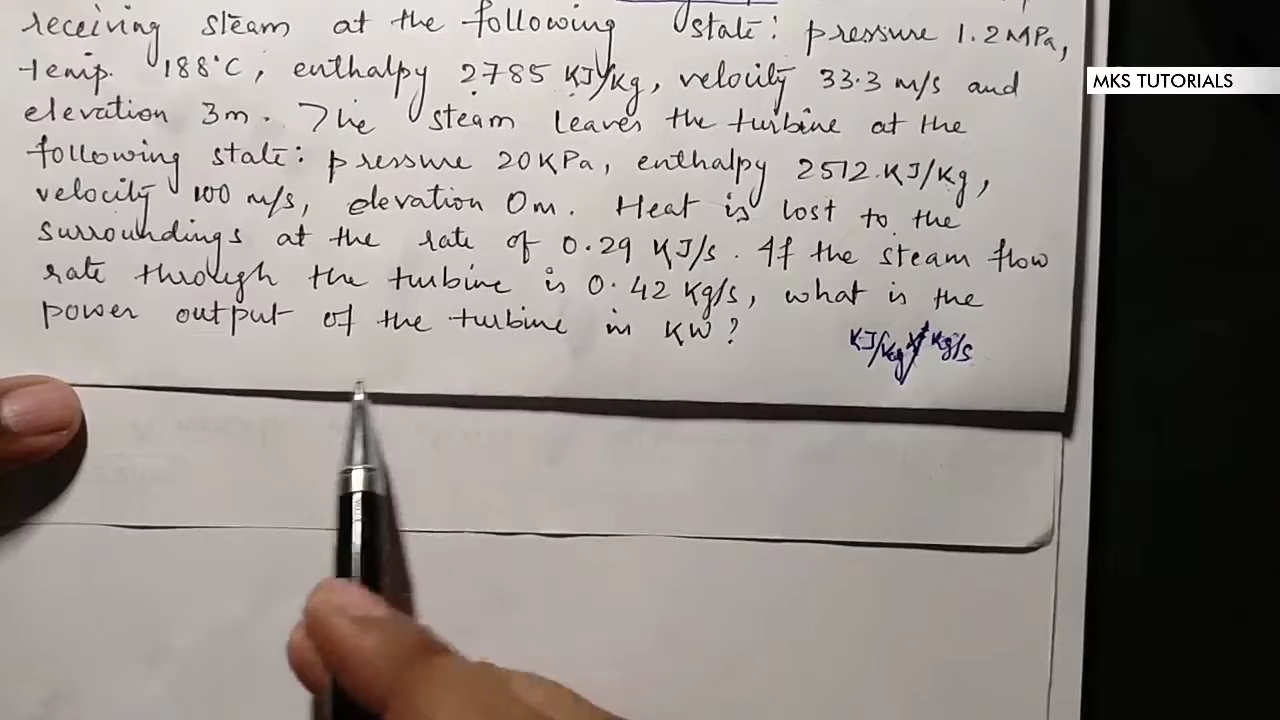 receiving steam at the following state: pressure 1.2 MPa,
temp. 188°C, enthalpy 2785 KJ/Kg, velocity 33.3 m/s and
elevation 3m. The steam leaves the turbine at the
following state: pressure 20 KPa, enthalpy 2512 KJ/Kg,
velocity 100 m/s, elevation 0m. Heat is lost to the
surroundings at the rate of 0.29 KJ/s. If the steam flow
rate through the turbine is 0.42 Kg/s, what is the
power output of the turbine in KW?
KJ/Kg * Kg/s
MKS TUTORIALS